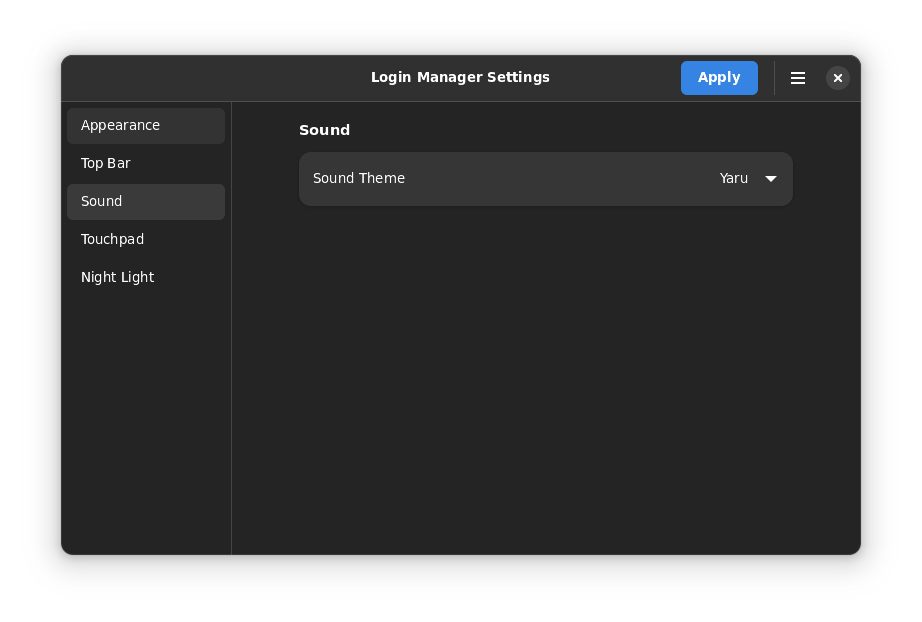 Login Manager Settings
Apply
Appearance
Top Bar
Sound
Touchpad
Night Light
Sound
Sound Theme
Yaru